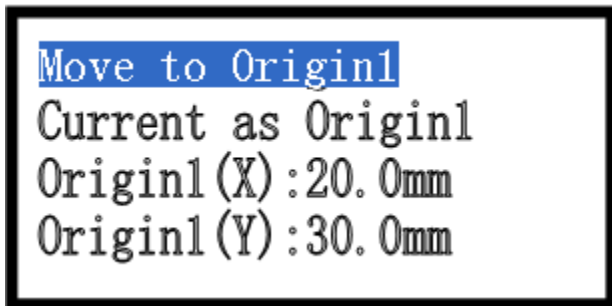 Move to Origin1
Current as Origin1
Origin1(X):20.0mm
Origin1(Y):30.0mm